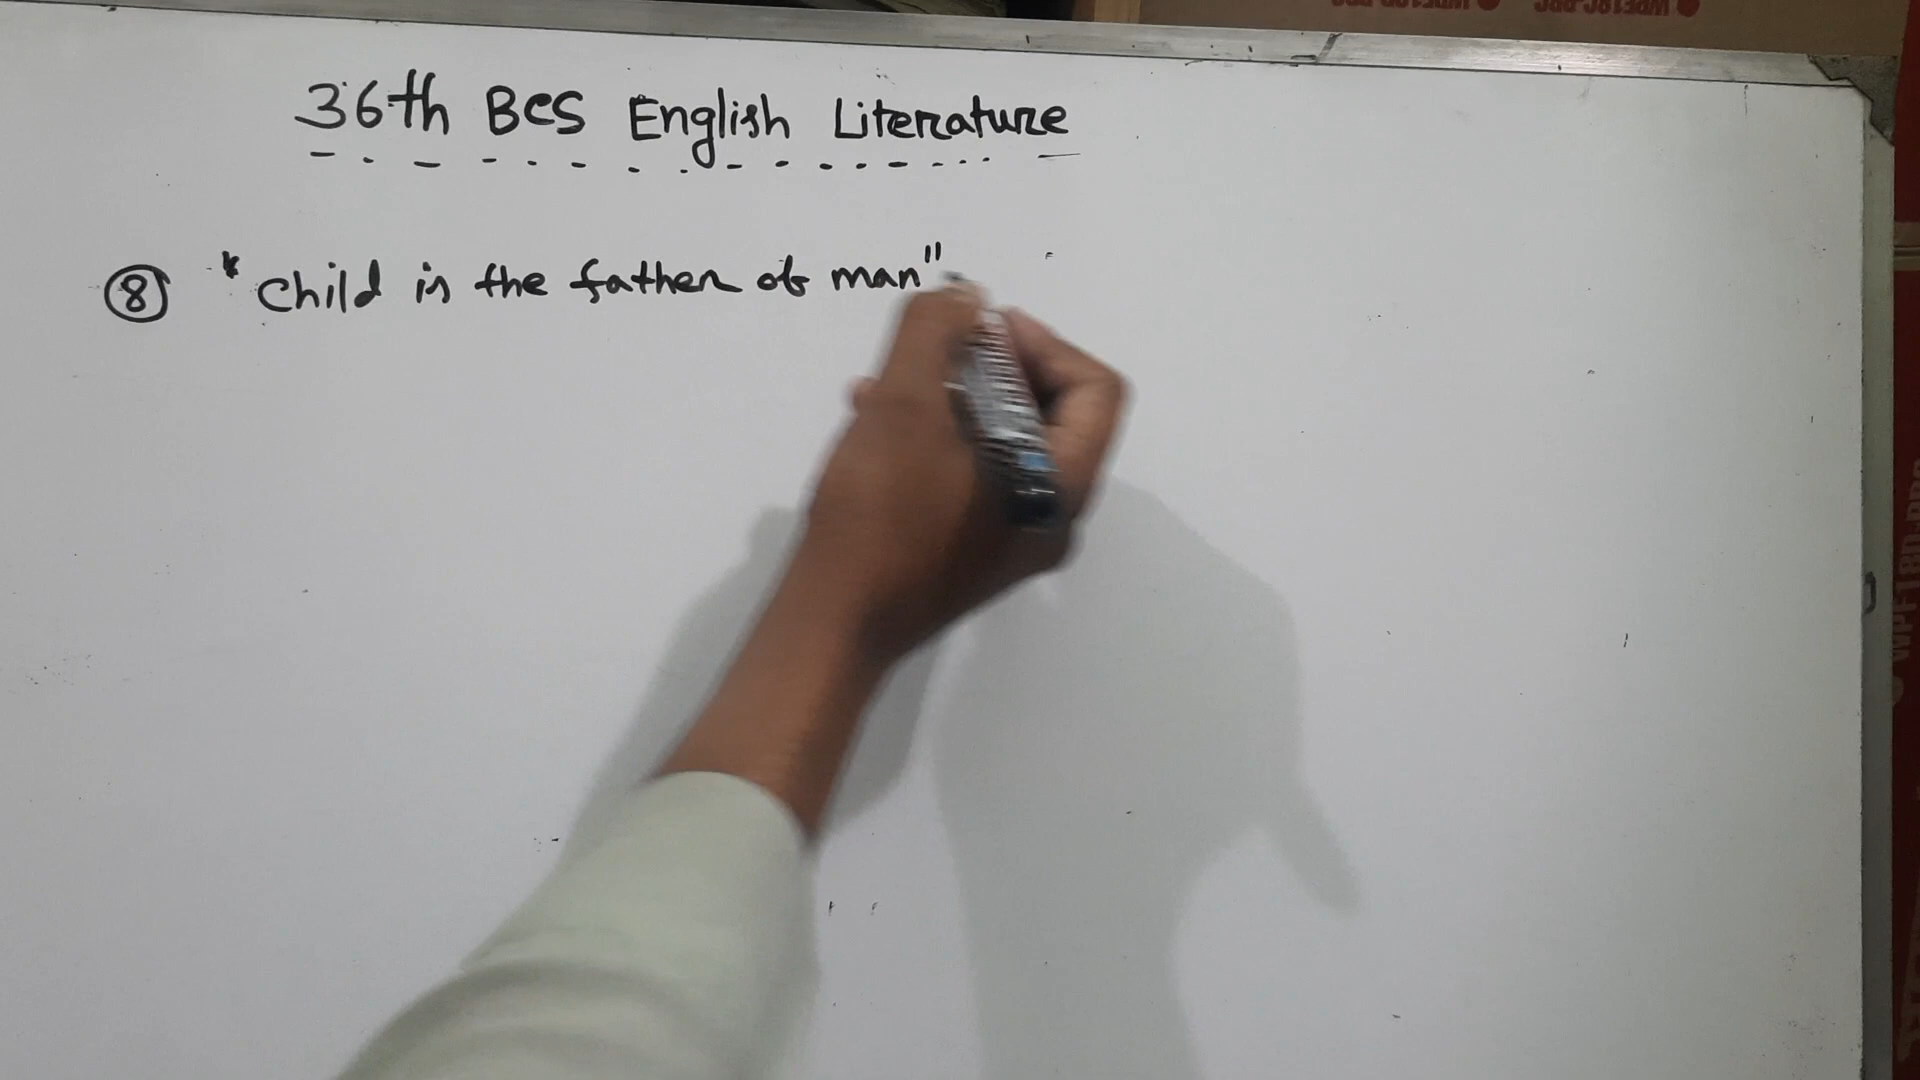 36th BCS English Literature
⑧ "Child is the father of man"